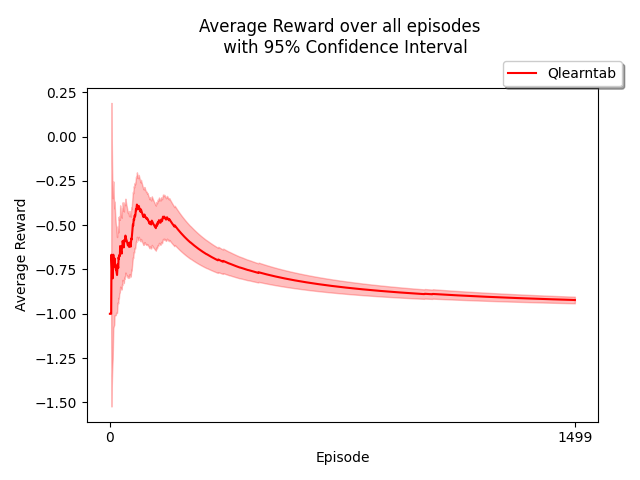 Average Reward over all episodes
with 95% Confidence Interval
Qlearntab
0.25
0.00
−0.25
−0.50
−0.75
−1.00
−1.25
−1.50
Average Reward
0
1499
Episode